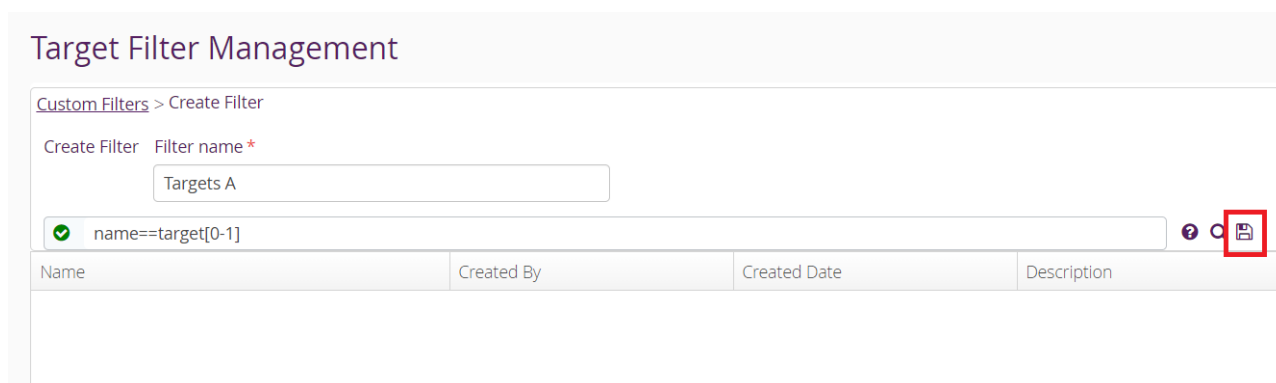 Target Filter Management
Custom Filters > Create Filter
Create Filter Filter name *
Targets A
name==target[0-1]
Name Created By Created Date Description